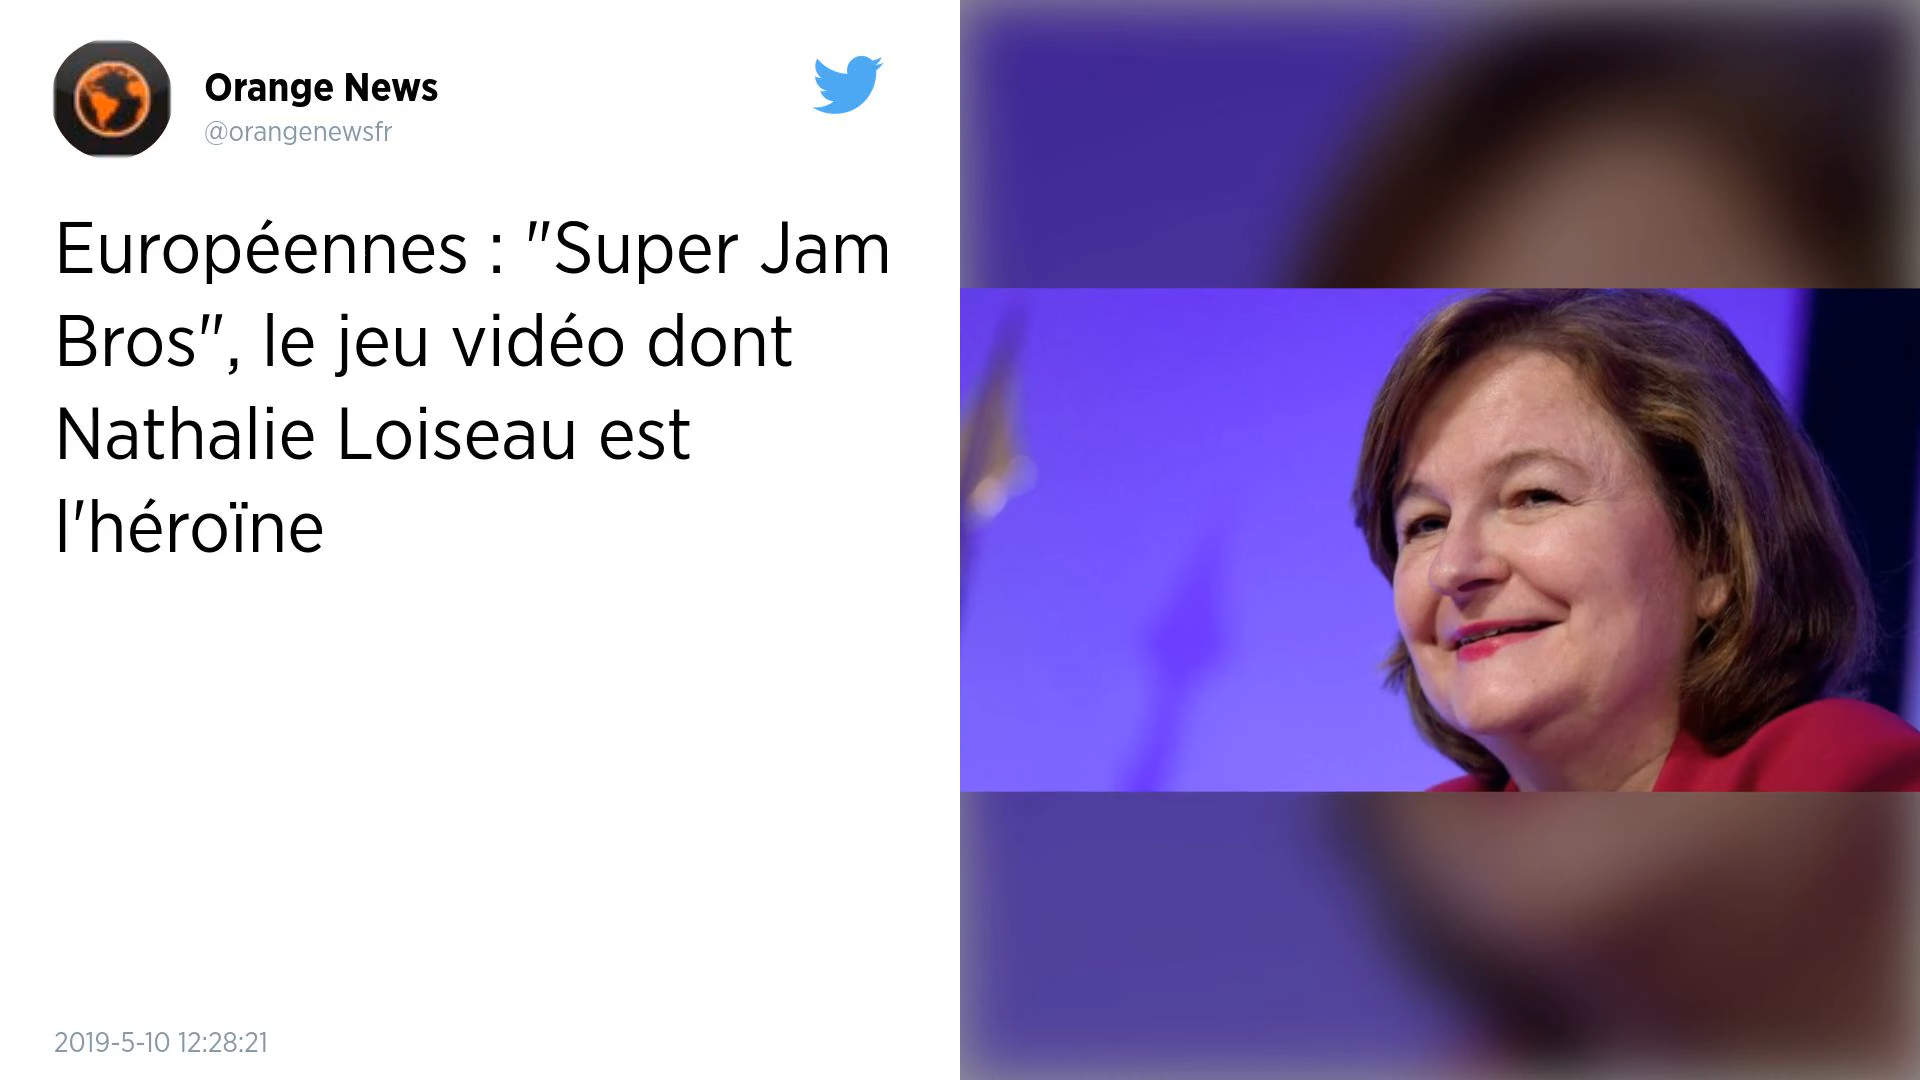 Orange News
@orangenewsfr
Européennes : "Super Jam
Bros", le jeu vidéo dont
Nathalie Loiseau est
l'héroïne
2019-5-10 12:28:21